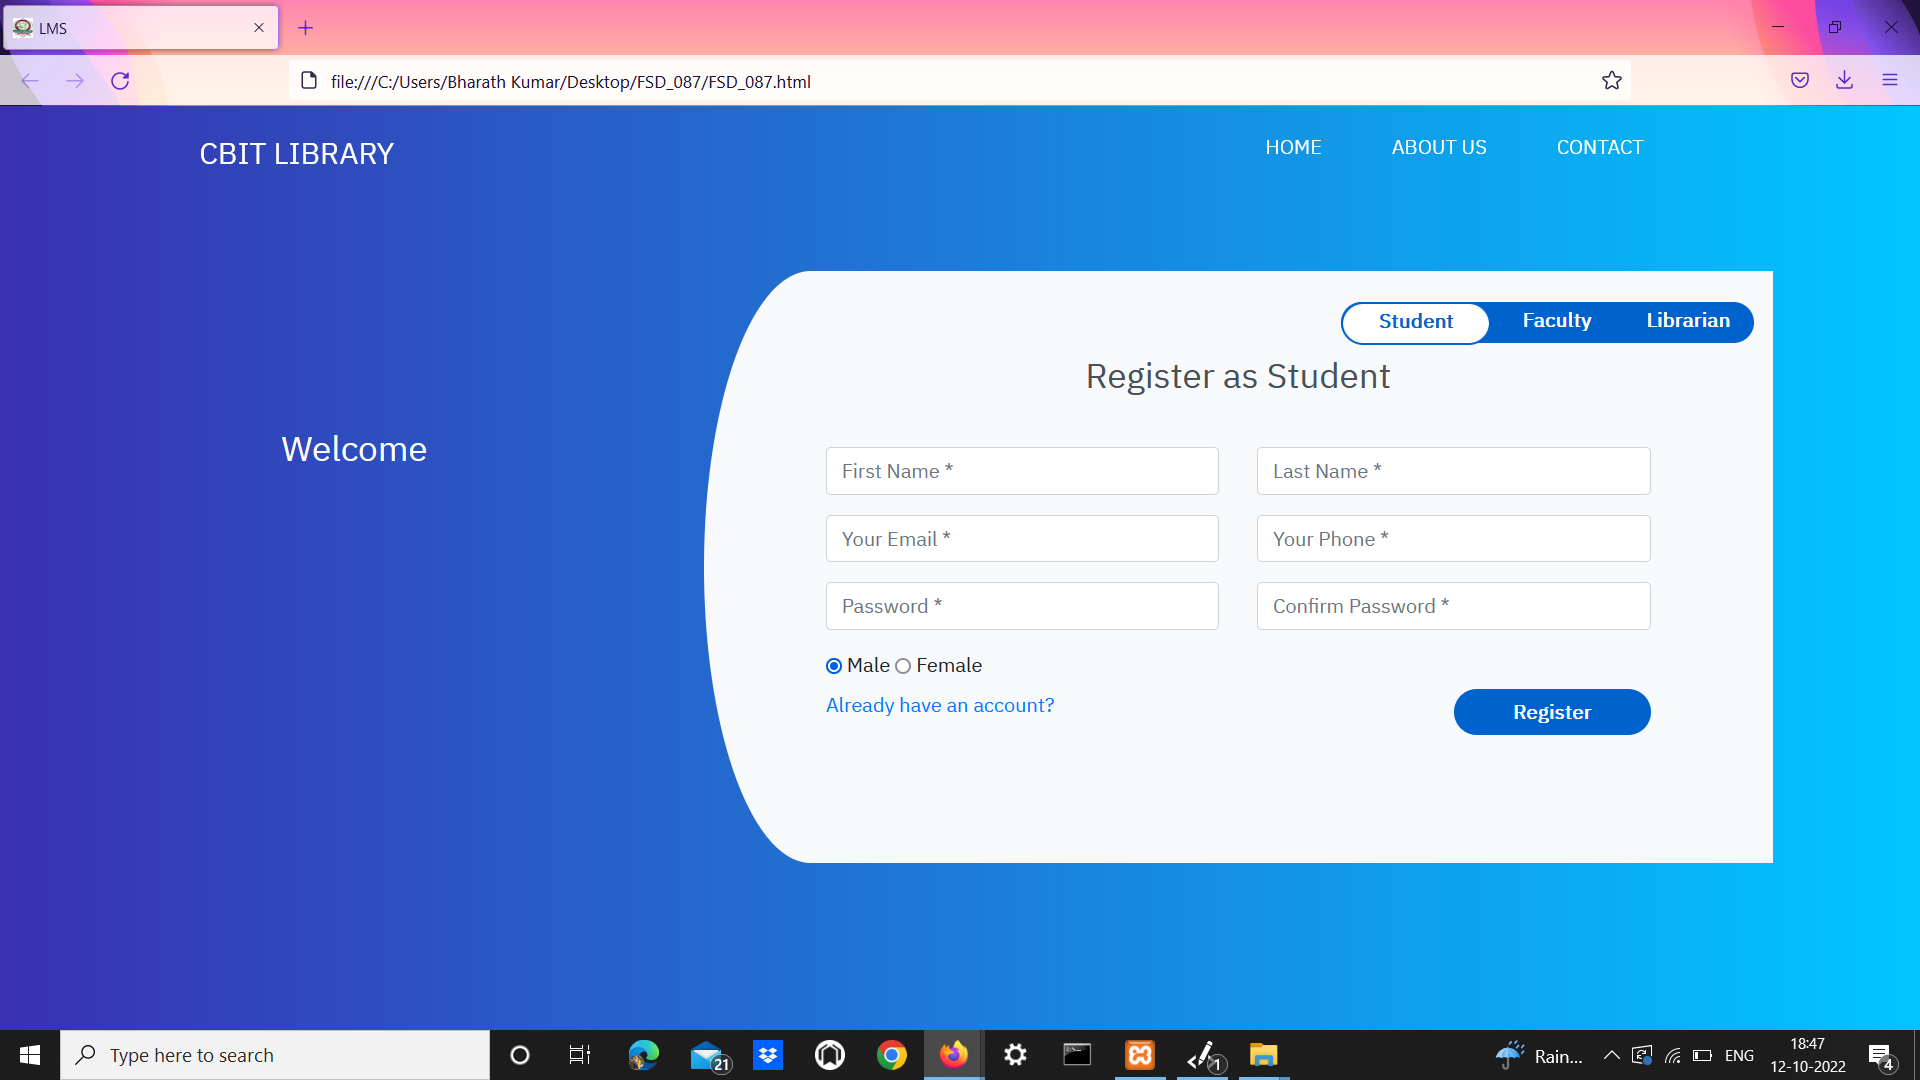 LMS
file:///C:/Users/Bharath Kumar/Desktop/FSD_087/FSD_087.html
CBIT LIBRARY
HOME ABOUT US CONTACT
Student Faculty Librarian
Register as Student
Welcome
First Name * Last Name *
Your Email * Your Phone *
Password * Confirm Password *
Male Female
Already have an account?
Register
Type here to search
21
1
Rain...
ENG
18:47
12-10-2022
4